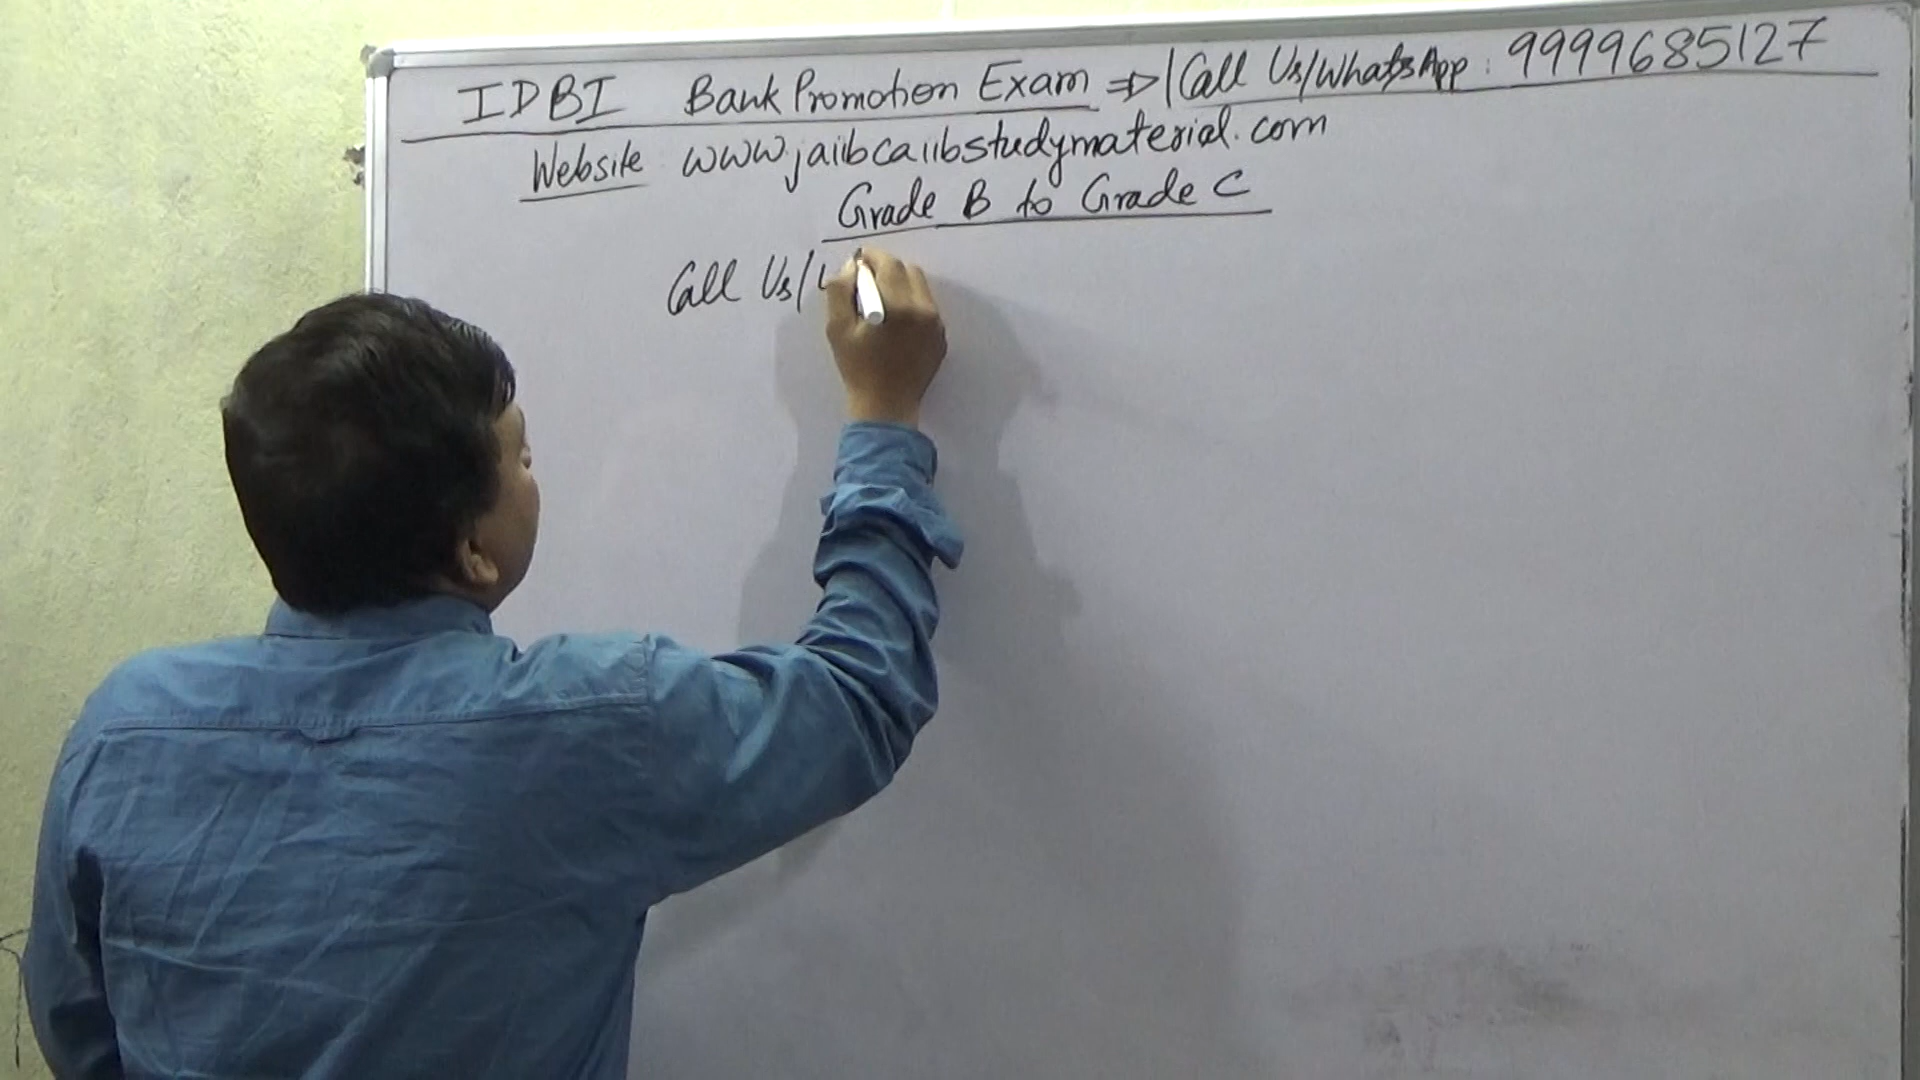 IDBI Bank Promotion Exam ⇒ | Call Us/WhatsApp : 9999685127
Website www.jaiibcaiibstudymaterial.com
Grade B to Grade C
Call Us/